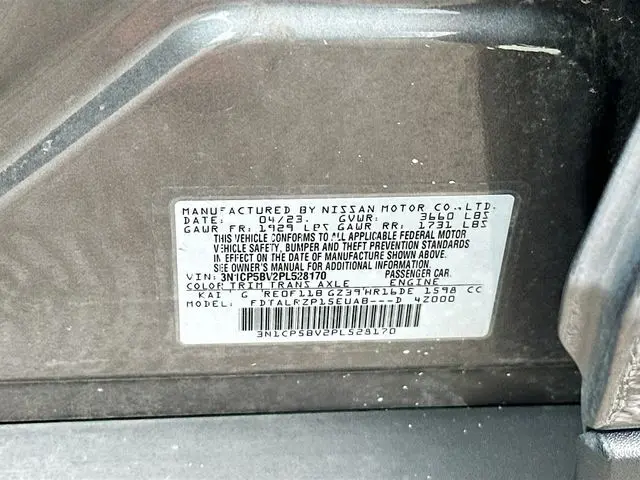 MANUFACTURED BY NISSAN MOTOR CO.,LTD.
DATE: 04/23. GVWR: 3660 LBS
GAWR FR: 1929 LBS GAWR RR: 1731 LBS
THIS VEHICLE CONFORMS TO ALL APPLICABLE FEDERAL MOTOR
VEHICLE SAFETY, BUMPER, AND THEFT PREVENTION STANDARDS
IN EFFECT ON THE DATE OF MANUFACTURE SHOWN ABOVE.
SEE OWNER'S MANUAL FOR ADDITIONAL INFORMATION.
VIN: 3N1CP5BV2PL528170 PASSENGER CAR.
COLOR TRIM TRANS AXLE ENGINE
KAI G RE0F11B GZ39 HR16DE 1598 CC
MODEL: FDTALRZP15EUAB---D 4Z000
3N1CP5BV2PL528170